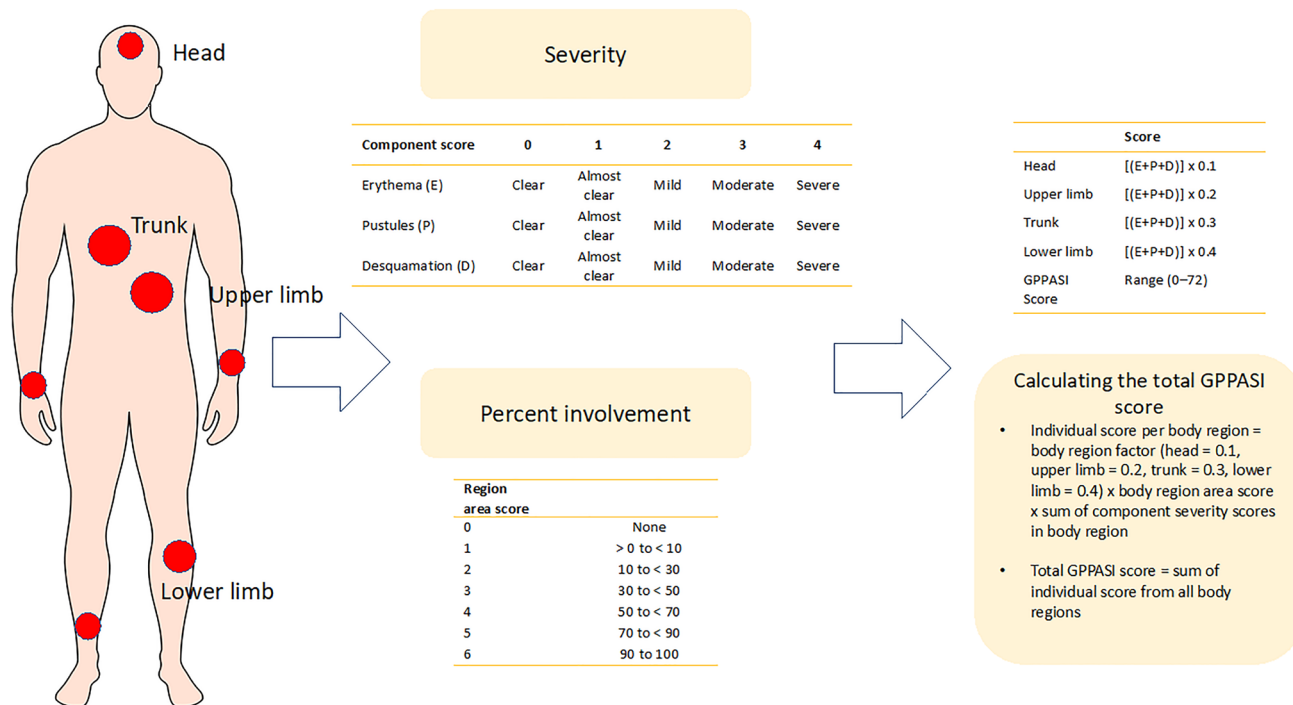 Head
Trunk
Upper limb
Lower limb
Severity
Component score 0 1 2 3 4
Erythema (E) Clear Almost clear Mild Moderate Severe
Pustules (P) Clear Almost clear Mild Moderate Severe
Desquamation (D) Clear Almost clear Mild Moderate Severe
Percent involvement
Region
area score
0 None
1 > 0 to < 10
2 10 to < 30
3 30 to < 50
4 50 to < 70
5 70 to < 90
6 90 to 100
Score
Head [(E+P+D)] x 0.1
Upper limb [(E+P+D)] x 0.2
Trunk [(E+P+D)] x 0.3
Lower limb [(E+P+D)] x 0.4
GPPASI Range (0–72)
Score
Calculating the total GPPASI
score
• Individual score per body region =
body region factor (head = 0.1,
upper limb = 0.2, trunk = 0.3, lower
limb = 0.4) x body region area score
x sum of component severity scores
in body region
• Total GPPASI score = sum of
individual score from all body
regions